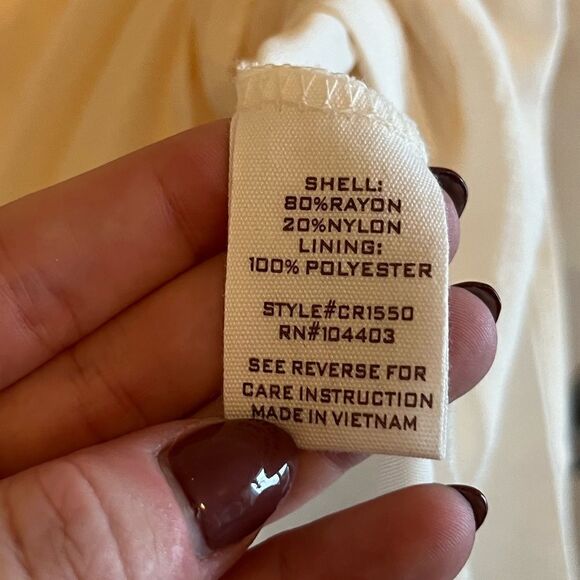 SHELL:
80%RAYON
20%NYLON
LINING:
100% POLYESTER
STYLE#CR1550
RN#104403
SEE REVERSE FOR
CARE INSTRUCTION
MADE IN VIETNAM